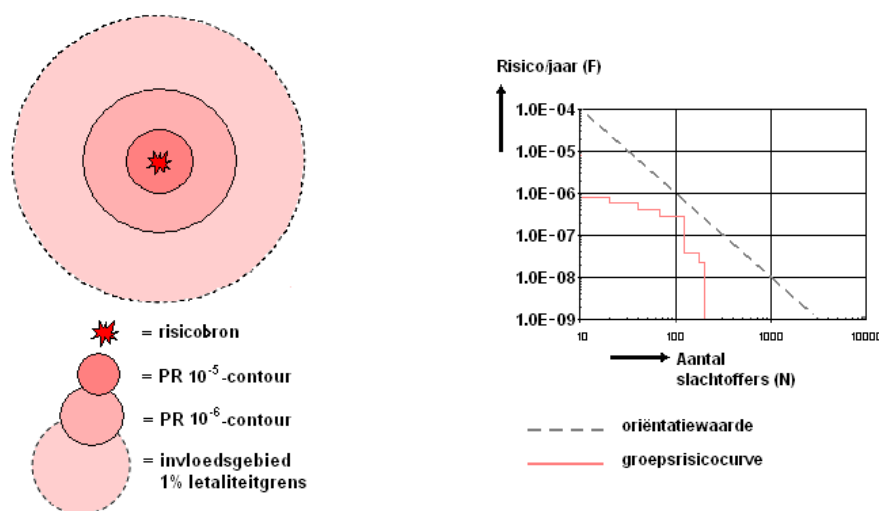 = risicobron
= PR 10-5-contour
= PR 10-6-contour
= invloedsgebied
1% letaliteitgrens
Risico/jaar (F)
1.0E-04
1.0E-05
1.0E-06
1.0E-07
1.0E-08
1.0E-09
10 100 1000 10000
Aantal
slachtoffers (N)
oriëntatiewaarde
groepsrisicocurve